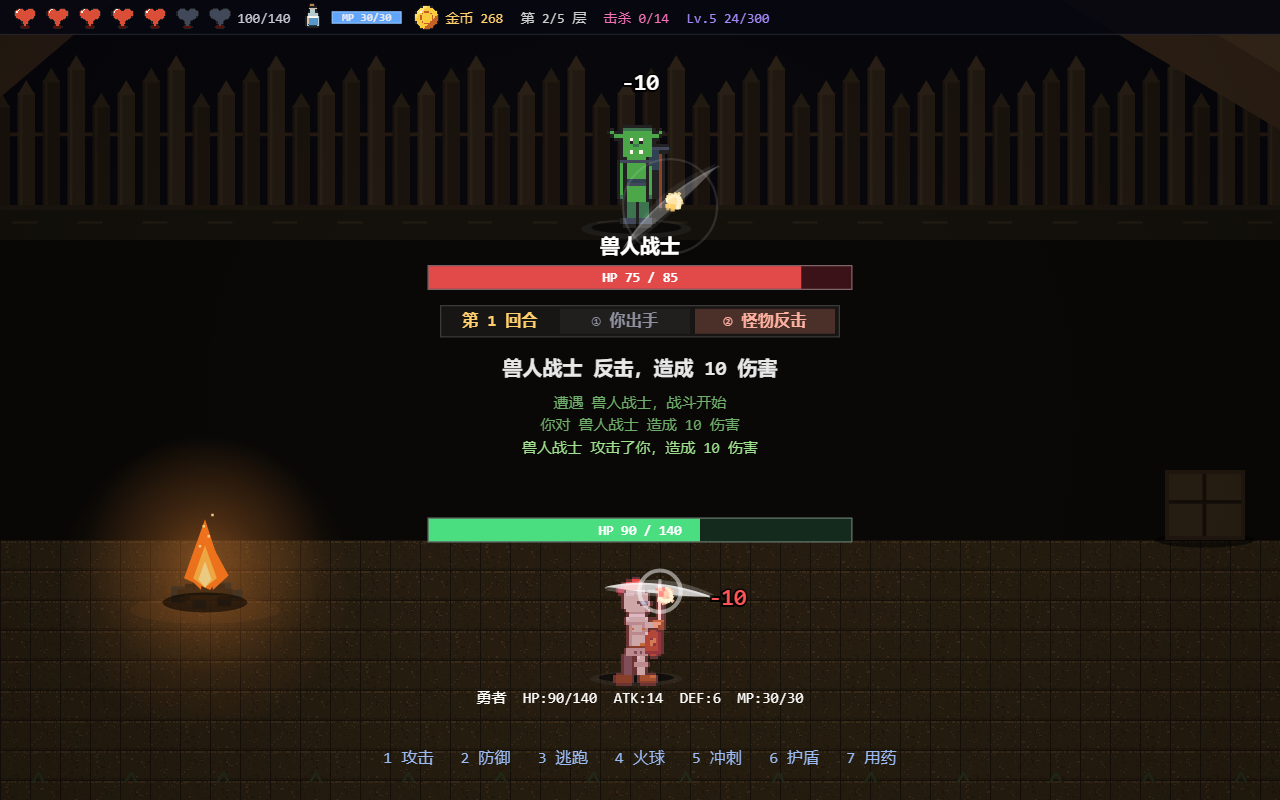 100/140 MP 30/30 金币 268 第 2/5 层 击杀 0/14 Lv.5 24/300
-10
兽人战士
HP 75 / 85
第 1 回合 ① 你出手 ② 怪物反击
兽人战士 反击, 造成 10 伤害
遭遇 兽人战士, 战斗开始
你对 兽人战士 造成 10 伤害
兽人战士 攻击了你, 造成 10 伤害
HP 90 / 140
-10
勇者 HP:90/140 ATK:14 DEF:6 MP:30/30
1 攻击 2 防御 3 逃跑 4 火球 5 冲刺 6 护盾 7 用药